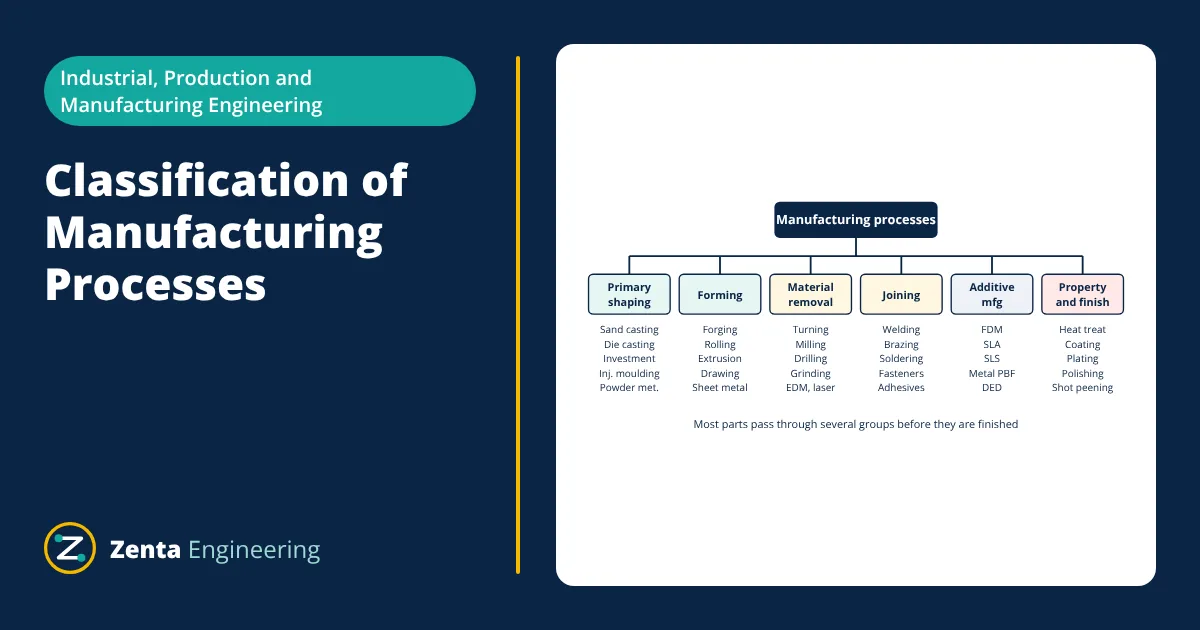 Industrial, Production and
Manufacturing Engineering
Classification of
Manufacturing
Processes
Zenta Engineering
Manufacturing processes
Primary
shaping
Sand casting
Die casting
Investment
Inj. moulding
Powder met.
Forming
Forging
Rolling
Extrusion
Drawing
Sheet metal
Material
removal
Turning
Milling
Drilling
Grinding
EDM, laser
Joining
Welding
Brazing
Soldering
Fasteners
Adhesives
Additive
mfg
FDM
SLA
SLS
Metal PBF
DED
Property
and finish
Heat treat
Coating
Plating
Polishing
Shot peening
Most parts pass through several groups before they are finished